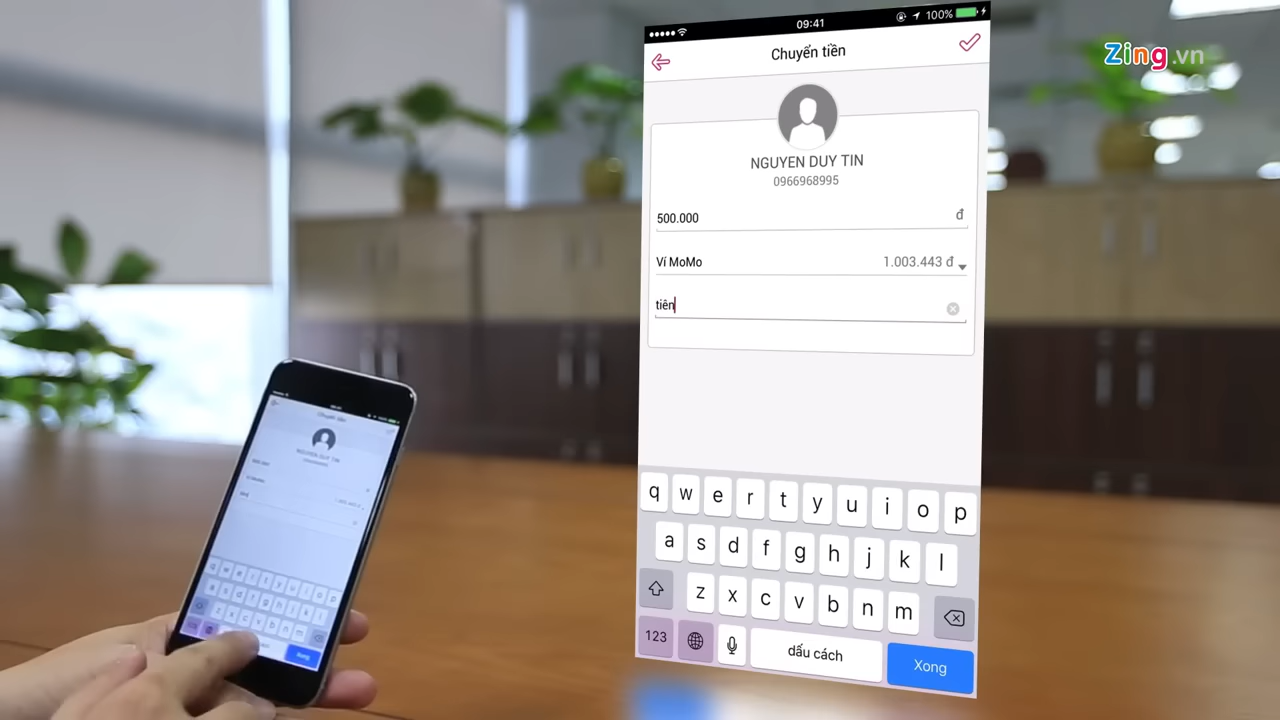 09:41
100%
Chuyển tiền
Zing.vn
NGUYEN DUY TIN
0966968995
500.000 đ
Ví MoMo 1.003.443 đ
tiên
q w e r t y u i o p
a s d f g h j k l
z x c v b n m
123 dấu cách Xong